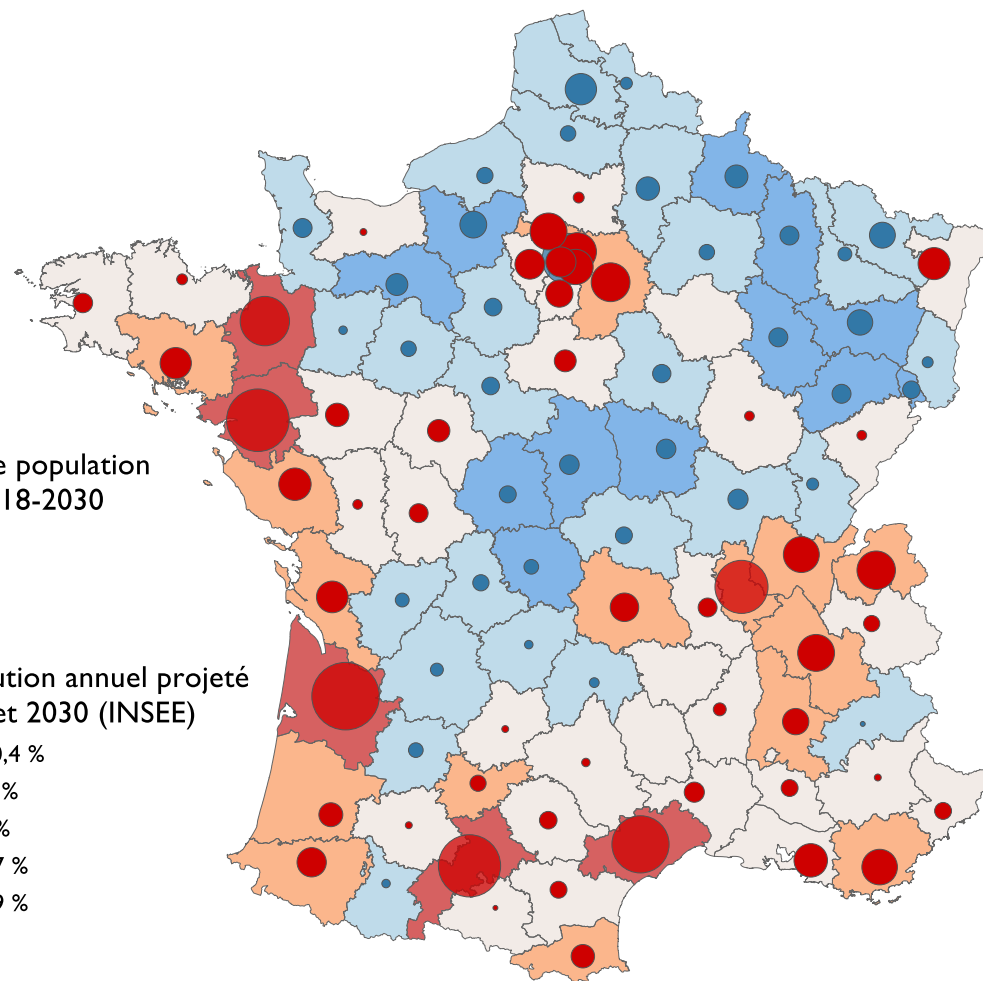 e population
18-2030
ution annuel projeté
et 2030 (INSEE)
,4 %
%
%
7 %
9 %